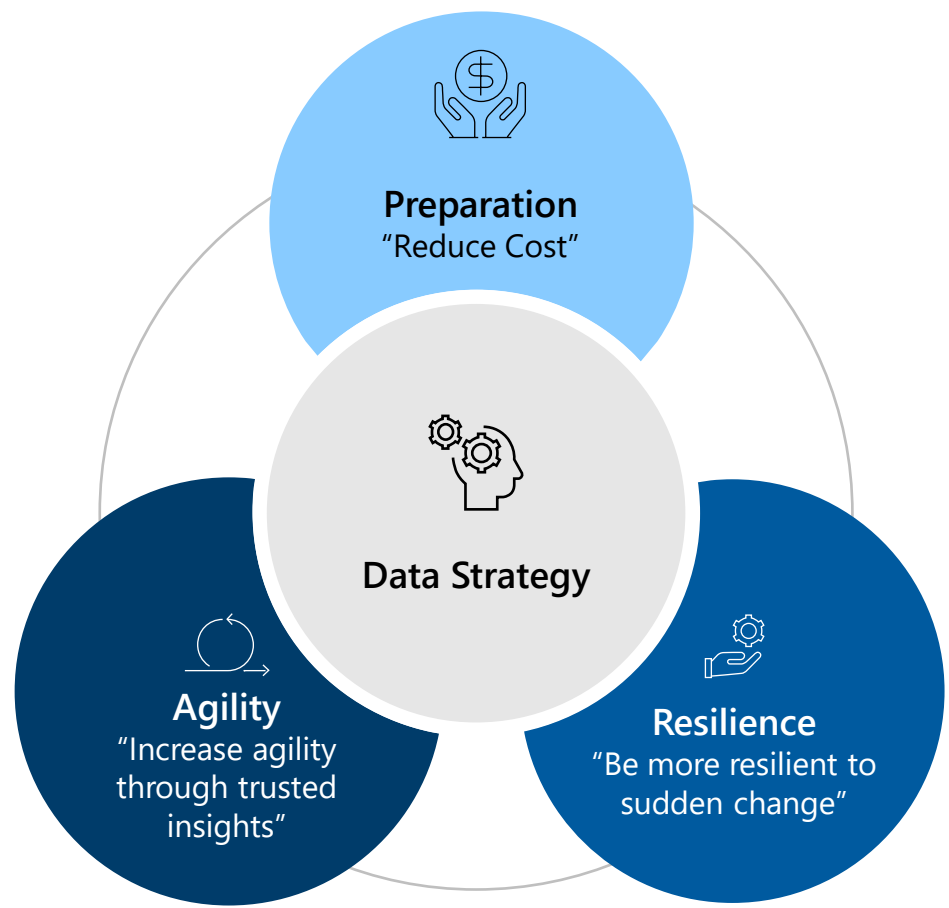 Preparation
“Reduce Cost”
Data Strategy
Agility
“Increase agility
through trusted
insights”
Resilience
“Be more resilient to
sudden change”